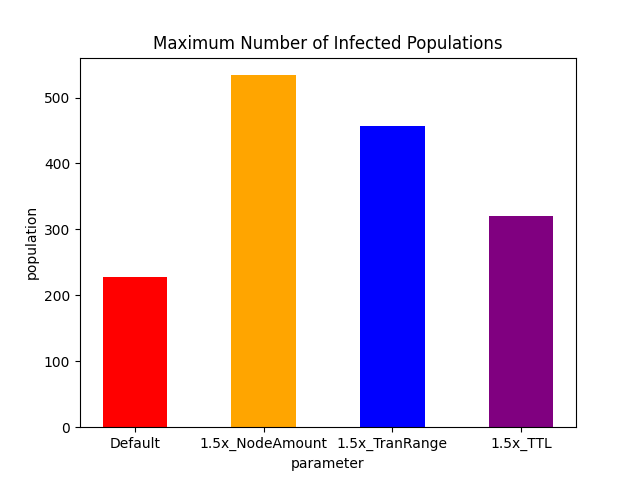 Maximum Number of Infected Populations
500
400
300
200
100
0
population
Default 1.5x_NodeAmount 1.5x_TranRange 1.5x_TTL
parameter